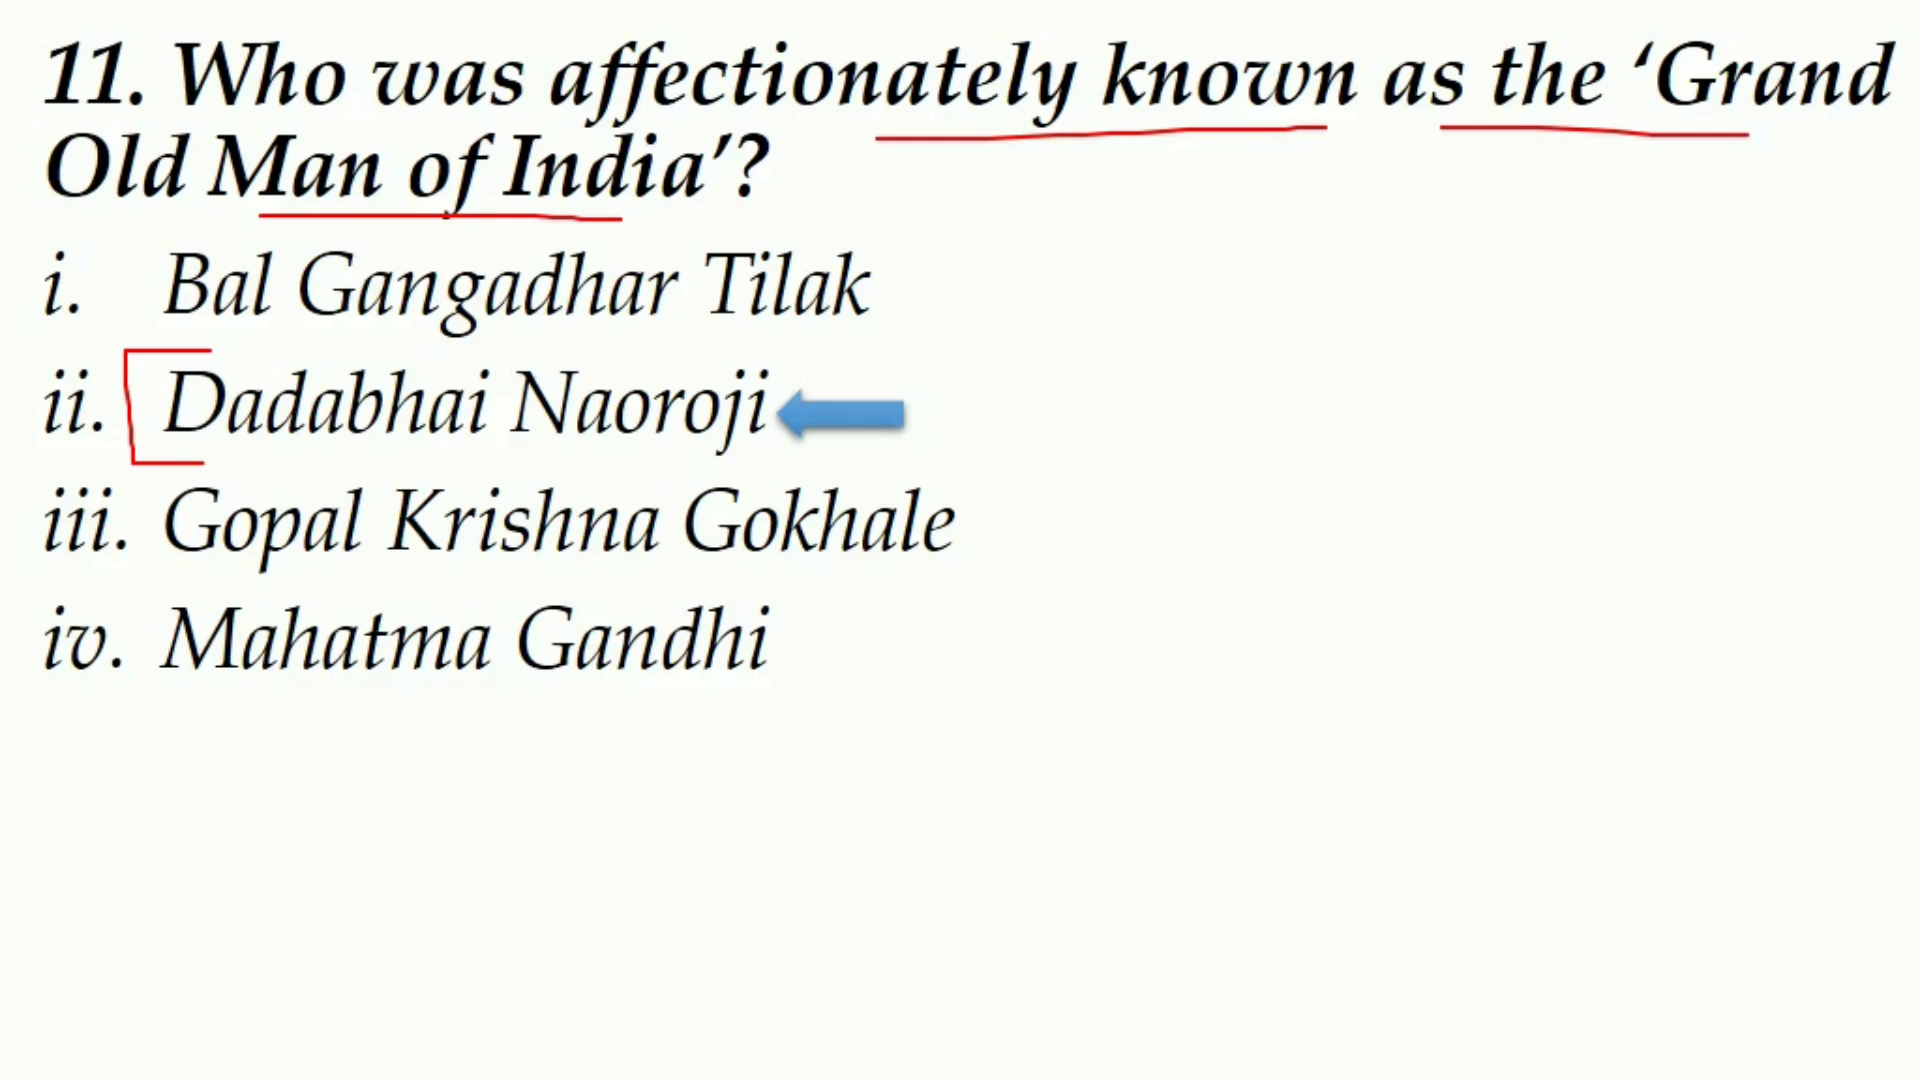 11. Who was affectionately known as the ‘Grand
Old Man of India’?
i. Bal Gangadhar Tilak
ii. Dadabhai Naoroji
iii. Gopal Krishna Gokhale
iv. Mahatma Gandhi